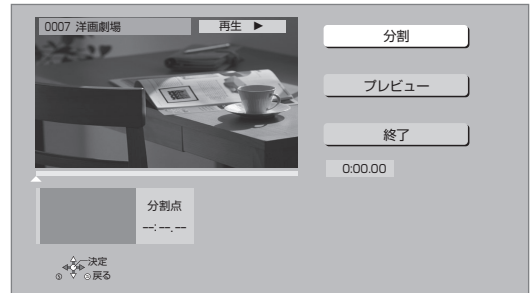 0007 洋画劇場
再生 ▶
分割
プレビュー
終了
0:00.00
分割点
--:--.--
決定
戻る